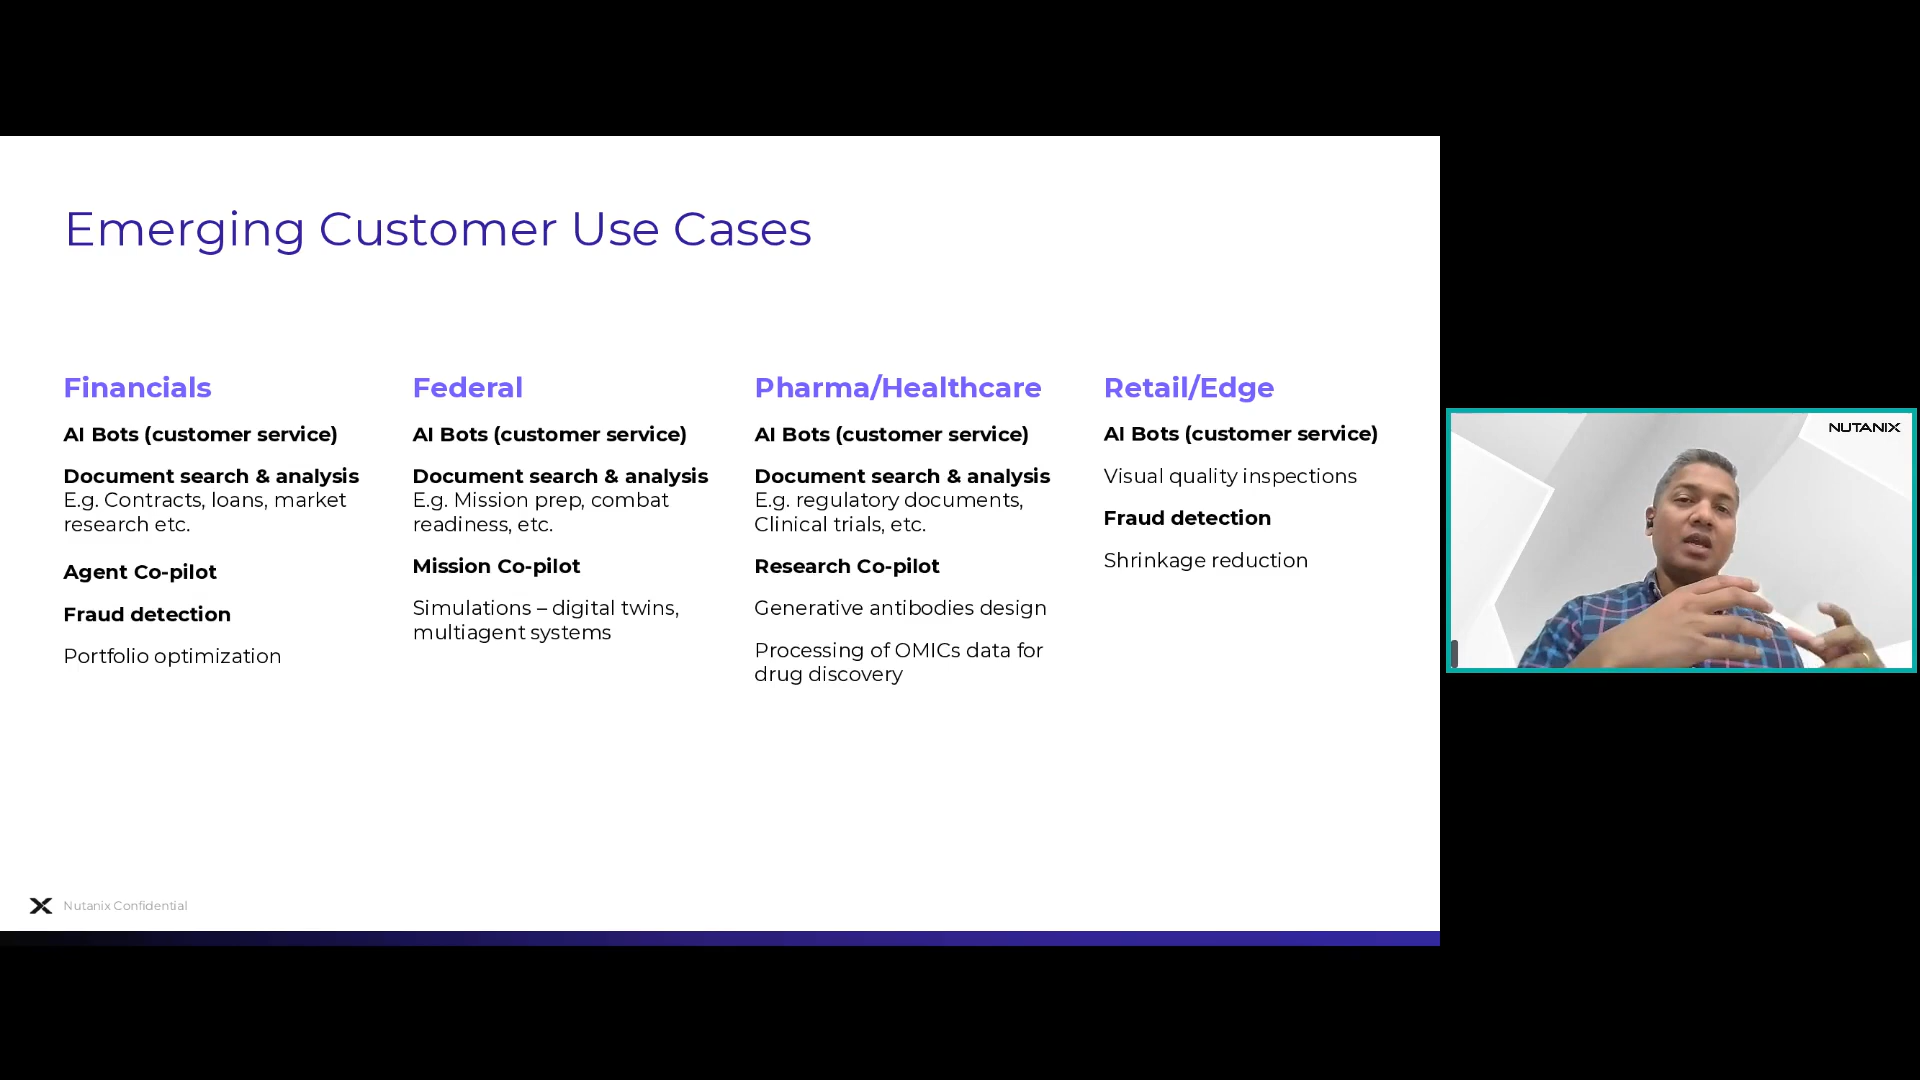 Emerging Customer Use Cases
Financials
AI Bots (customer service)
Document search & analysis
E.g. Contracts, loans, market
research etc.
Agent Co-pilot
Fraud detection
Portfolio optimization
Federal
AI Bots (customer service)
Document search & analysis
E.g. Mission prep, combat
readiness, etc.
Mission Co-pilot
Simulations – digital twins,
multiagent systems
Pharma/Healthcare
AI Bots (customer service)
Document search & analysis
E.g. regulatory documents,
Clinical trials, etc.
Research Co-pilot
Generative antibodies design
Processing of OMICs data for
drug discovery
Retail/Edge
AI Bots (customer service)
Visual quality inspections
Fraud detection
Shrinkage reduction
Nutanix Confidential
NUTANIX